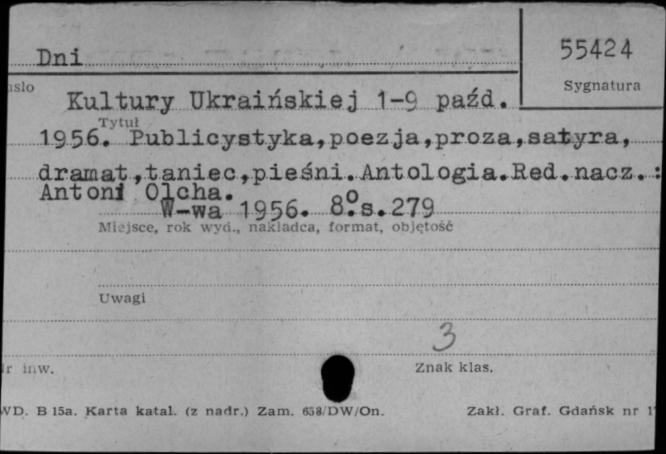 Dni
55424
Sygnatura
Kultury Ukraińskiej 1-9 paźd.
Tytuł
1956. Publicystyka,poezja,proza,satyra,
dramat,taniec,pieśni.Antologia.Red.nacz.:
Antoni Olcha.
W-wa 1956. 8°.s.279
Miejsce, rok wyd., nakładca, format, objętość
Uwagi
3
inw.
Znak klas.
B 15a. Karta katal. (z nadr.) Zam. 658/DW/On.
Zakł. Graf. Gdańsk nr